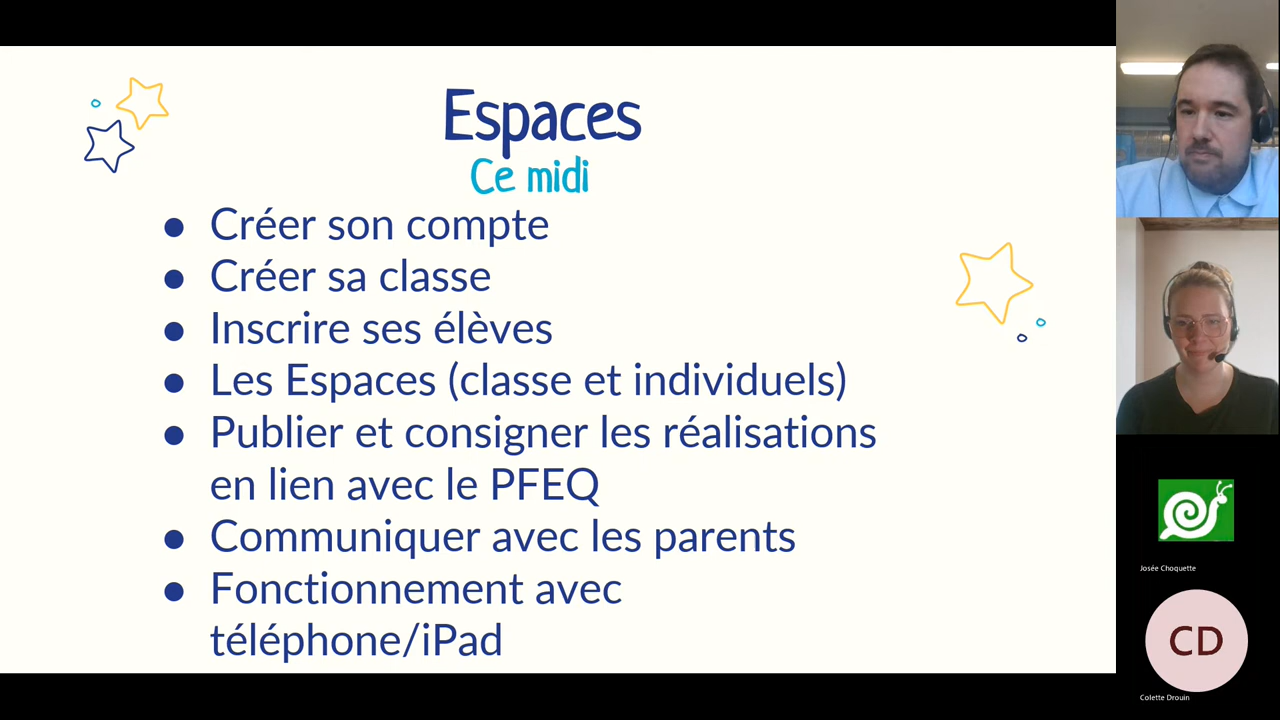 Espaces
Ce midi
● Créer son compte
● Créer sa classe
● Inscrire ses élèves
● Les Espaces (classe et individuels)
● Publier et consigner les réalisations
en lien avec le PFEQ
● Communiquer avec les parents
● Fonctionnement avec
téléphone/iPad
Josée Choquette
CD
Colette Drouin